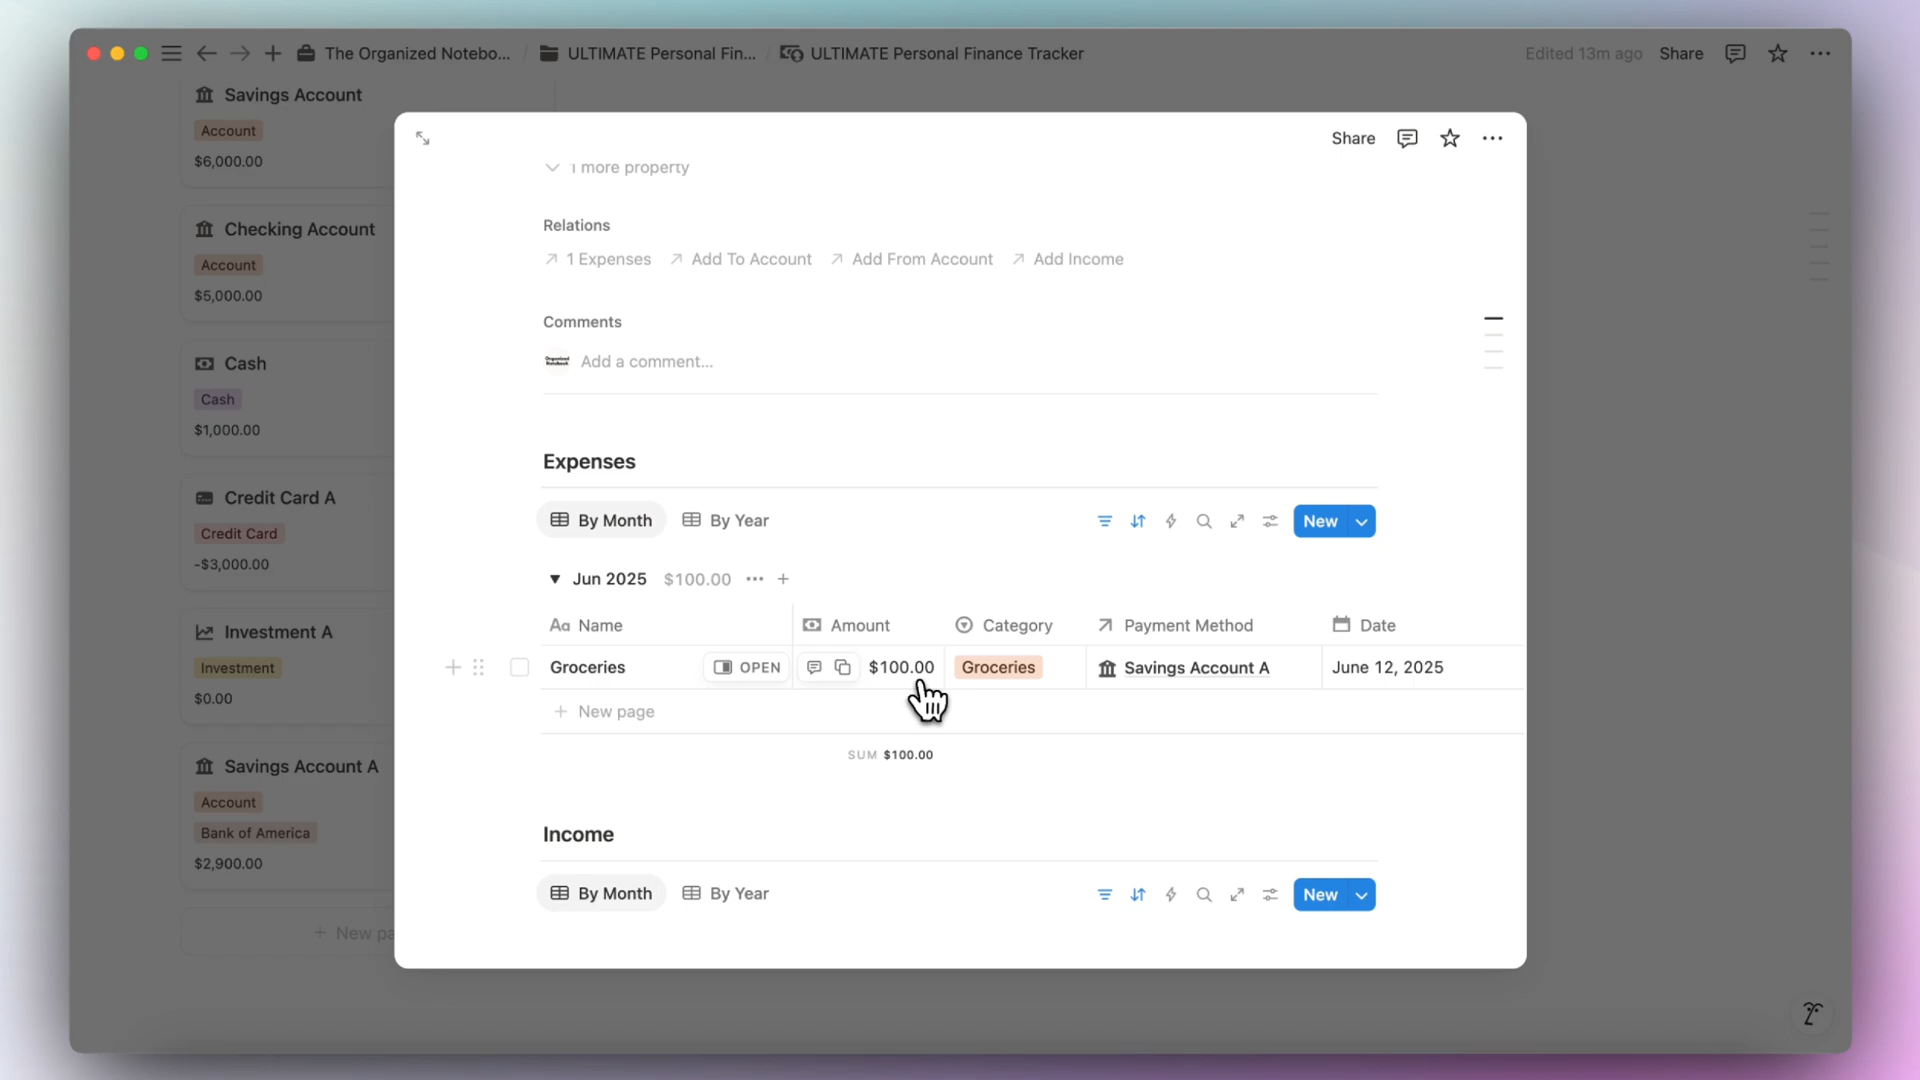 The Organized Notebo... / ULTIMATE Personal Fin... / ULTIMATE Personal Finance Tracker
Edited 13m ago Share
Savings Account
Account
$6,000.00
Checking Account
Account
$5,000.00
Cash
Cash
$1,000.00
Credit Card A
Credit Card
-$3,000.00
Investment A
Investment
$0.00
Savings Account A
Account
Bank of America
$2,900.00
+ New pa
Share
1 more property
Relations
1 Expenses Add To Account Add From Account Add Income
Comments
Organized
Notebook
Add a comment...
Expenses
By Month By Year
New
Jun 2025 $100.00
Aa Name Amount Category Payment Method Date
Groceries OPEN $100.00 Groceries Savings Account A June 12, 2025
+ New page
SUM $100.00
Income
By Month By Year
New